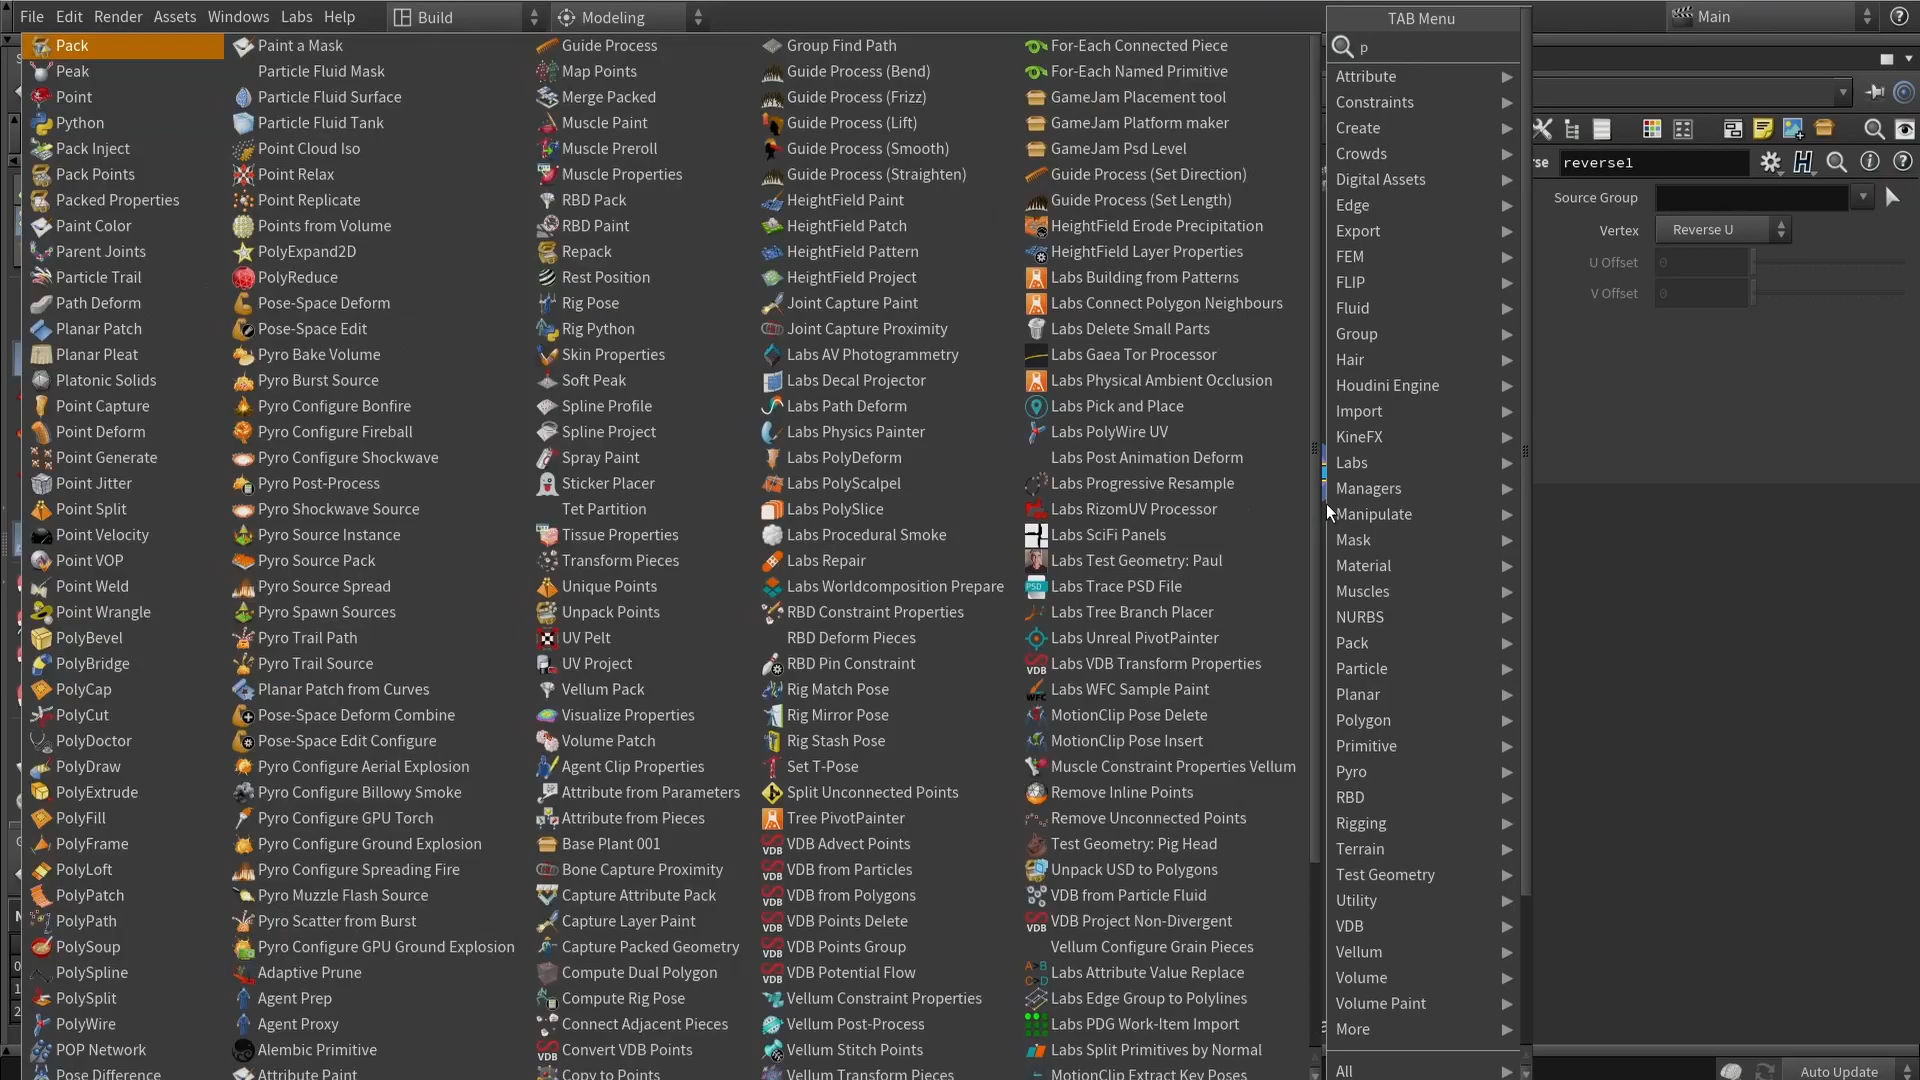 File Edit Render Assets Windows Labs Help Build Modeling Main
TAB Menu
p
Pack
Peak
Point
Python
Pack Inject
Pack Points
Packed Properties
Paint Color
Parent Joints
Particle Trail
Path Deform
Planar Patch
Planar Pleat
Platonic Solids
Point Capture
Point Deform
Point Generate
Point Jitter
Point Split
Point Velocity
Point VOP
Point Weld
Point Wrangle
PolyBevel
PolyBridge
PolyCap
PolyCut
PolyDoctor
PolyDraw
PolyExtrude
PolyFill
PolyFrame
PolyLoft
PolyPatch
PolyPath
PolySoup
PolySpline
PolySplit
PolyWire
POP Network
Pose Difference
Paint a Mask
Particle Fluid Mask
Particle Fluid Surface
Particle Fluid Tank
Point Cloud Iso
Point Relax
Point Replicate
Points from Volume
PolyExpand2D
PolyReduce
Pose-Space Deform
Pose-Space Edit
Pyro Bake Volume
Pyro Burst Source
Pyro Configure Bonfire
Pyro Configure Fireball
Pyro Configure Shockwave
Pyro Post-Process
Pyro Shockwave Source
Pyro Source Instance
Pyro Source Pack
Pyro Source Spread
Pyro Spawn Sources
Pyro Trail Path
Pyro Trail Source
Planar Patch from Curves
Pose-Space Deform Combine
Pose-Space Edit Configure
Pyro Configure Aerial Explosion
Pyro Configure Billowy Smoke
Pyro Configure GPU Torch
Pyro Configure Ground Explosion
Pyro Configure Spreading Fire
Pyro Muzzle Flash Source
Pyro Scatter from Burst
Pyro Configure GPU Ground Explosion
Adaptive Prune
Agent Prep
Agent Proxy
Alembic Primitive
Attribute Paint
Guide Process
Map Points
Merge Packed
Muscle Paint
Muscle Preroll
Muscle Properties
RBD Pack
RBD Paint
Repack
Rest Position
Rig Pose
Rig Python
Skin Properties
Soft Peak
Spline Profile
Spline Project
Spray Paint
Sticker Placer
Tet Partition
Tissue Properties
Transform Pieces
Unique Points
Unpack Points
UV Pelt
UV Project
Vellum Pack
Visualize Properties
Volume Patch
Agent Clip Properties
Attribute from Parameters
Attribute from Pieces
Base Plant 001
Bone Capture Proximity
Capture Attribute Pack
Capture Layer Paint
Capture Packed Geometry
Compute Dual Polygon
Compute Rig Pose
Connect Adjacent Pieces
Convert VDB Points
Copy to Points
Group Find Path
Guide Process (Bend)
Guide Process (Frizz)
Guide Process (Lift)
Guide Process (Smooth)
Guide Process (Straighten)
HeightField Paint
HeightField Patch
HeightField Pattern
HeightField Project
Joint Capture Paint
Joint Capture Proximity
Labs AV Photogrammetry
Labs Decal Projector
Labs Path Deform
Labs Physics Painter
Labs PolyDeform
Labs PolyScalpel
Labs PolySlice
Labs Procedural Smoke
Labs Repair
Labs Worldcomposition Prepare
RBD Constraint Properties
RBD Deform Pieces
RBD Pin Constraint
Rig Match Pose
Rig Mirror Pose
Rig Stash Pose
Set T-Pose
Split Unconnected Points
Tree PivotPainter
VDB Advect Points
VDB from Particles
VDB from Polygons
VDB Points Delete
VDB Points Group
VDB Potential Flow
Vellum Constraint Properties
Vellum Post-Process
Vellum Stitch Points
Vellum Transform Pieces
For-Each Connected Piece
For-Each Named Primitive
GameJam Placement tool
GameJam Platform maker
GameJam Psd Level
Guide Process (Set Direction)
Guide Process (Set Length)
HeightField Erode Precipitation
HeightField Layer Properties
Labs Building from Patterns
Labs Connect Polygon Neighbours
Labs Delete Small Parts
Labs Gaea Tor Processor
Labs Physical Ambient Occlusion
Labs Pick and Place
Labs PolyWire UV
Labs Post Animation Deform
Labs Progressive Resample
Labs RizomUV Processor
Labs SciFi Panels
Labs Test Geometry: Paul
Labs Trace PSD File
Labs Tree Branch Placer
Labs Unreal PivotPainter
Labs VDB Transform Properties
Labs WFC Sample Paint
MotionClip Pose Delete
MotionClip Pose Insert
Muscle Constraint Properties Vellum
Remove Inline Points
Remove Unconnected Points
Test Geometry: Pig Head
Unpack USD to Polygons
VDB from Particle Fluid
VDB Project Non-Divergent
Vellum Configure Grain Pieces
Labs Attribute Value Replace
Labs Edge Group to Polylines
Labs PDG Work-Item Import
Labs Split Primitives by Normal
MotionClip Extract Key Poses
Attribute
Constraints
Create
Crowds
Digital Assets
Edge
Export
FEM
FLIP
Fluid
Group
Hair
Houdini Engine
Import
KineFX
Labs
Managers
Manipulate
Mask
Material
Muscles
NURBS
Pack
Particle
Planar
Polygon
Primitive
Pyro
RBD
Rigging
Terrain
Test Geometry
Utility
VDB
Vellum
Volume
Volume Paint
More
All
se reverse1
Source Group
Vertex Reverse U
U Offset 0
V Offset 0
Auto Update